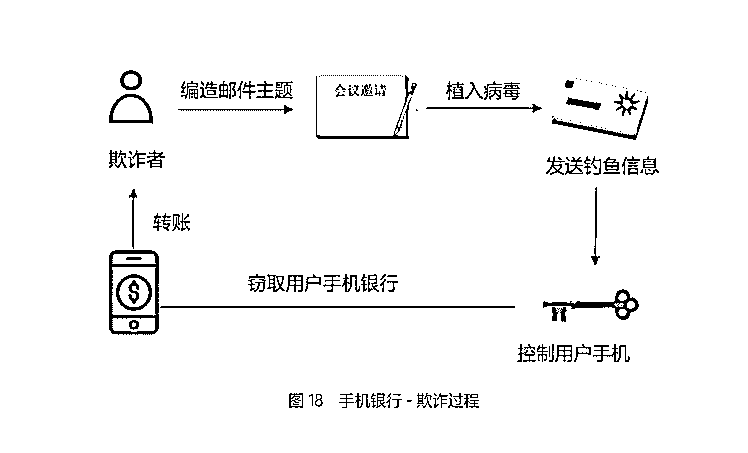 编造邮件主题
会议邀请
植入病毒
欺诈者
发送钓鱼信息
转账
窃取用户手机银行
控制用户手机
图 18 手机银行 - 欺诈过程